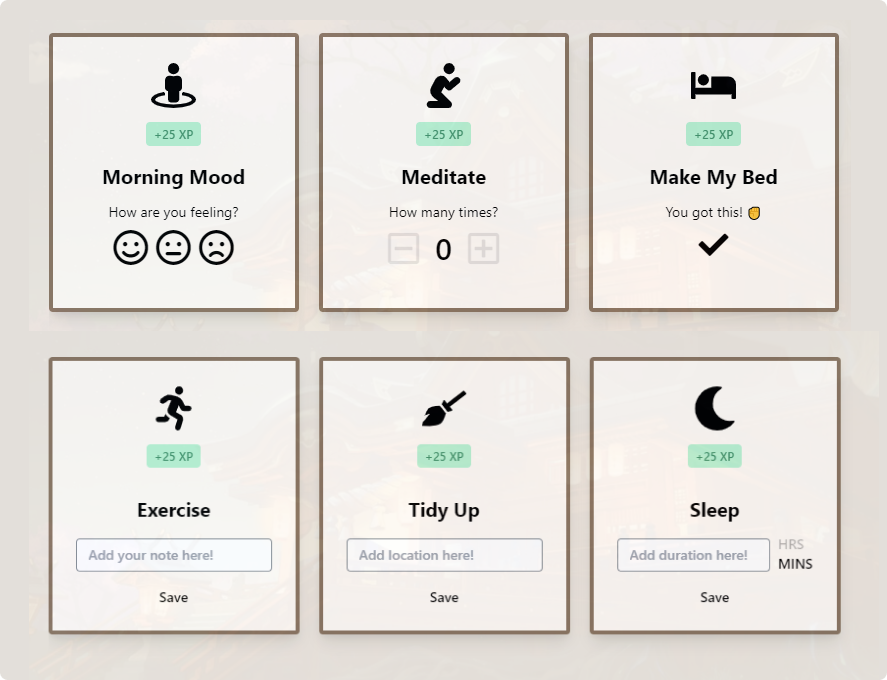 +25 XP
Morning Mood
How are you feeling?
+25 XP
Meditate
How many times?
0
+25 XP
Make My Bed
You got this! ✊
+25 XP
Exercise
Add your note here!
Save
+25 XP
Tidy Up
Add location here!
Save
+25 XP
Sleep
Add duration here!
HRS
MINS
Save